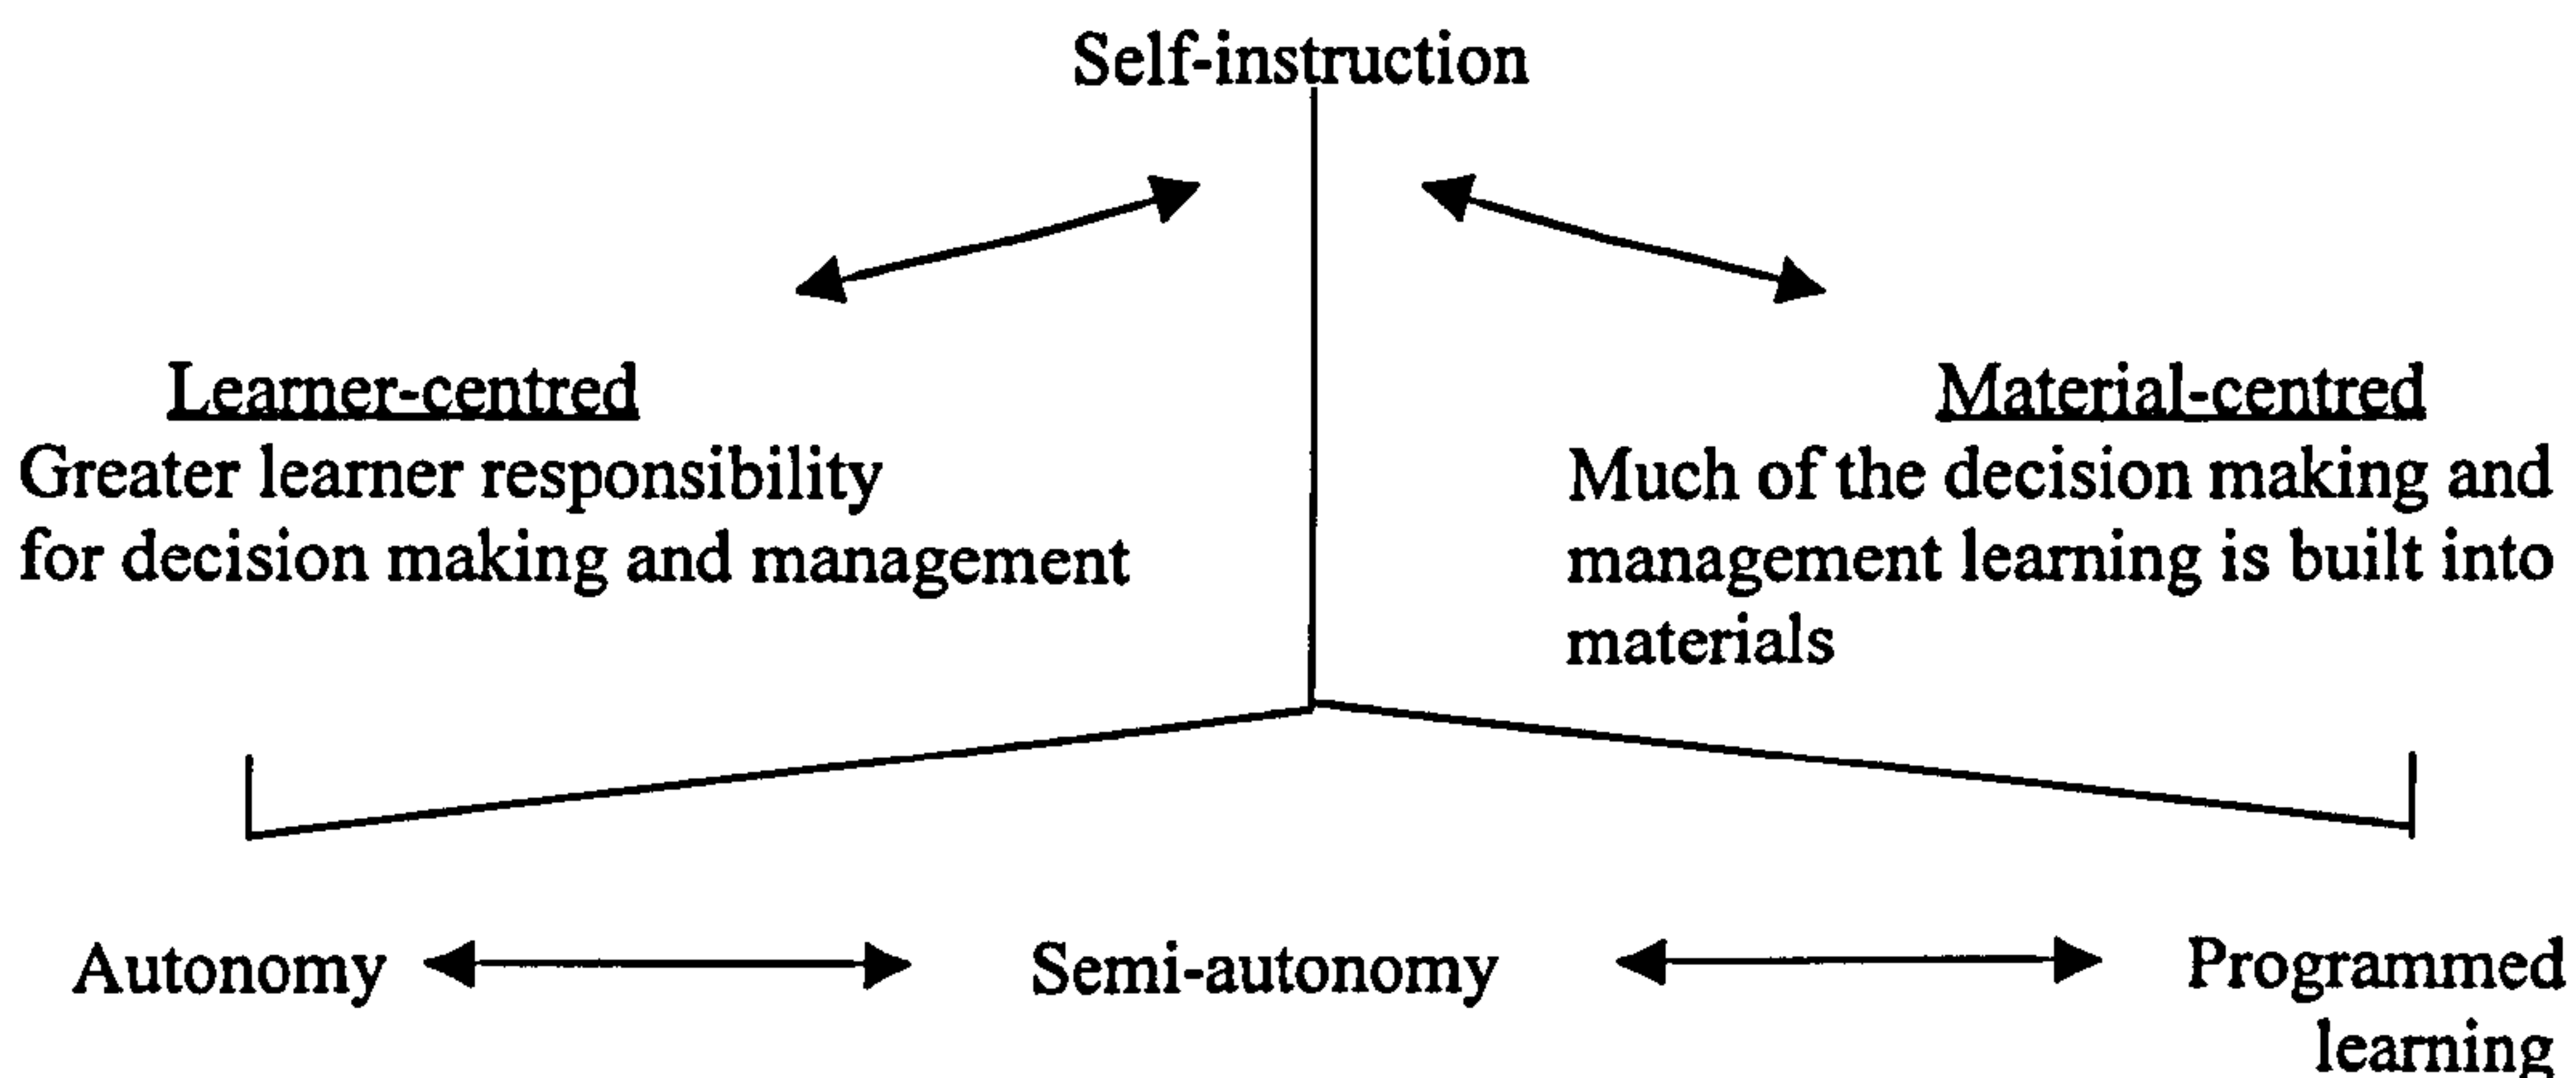 Self-instruction
Learner-centred
Greater learner responsibility
for decision making and management
Material-centred
Much of the decision making and
management learning is built into
materials
Autonomy
Semi-autonomy
Programmed
learning